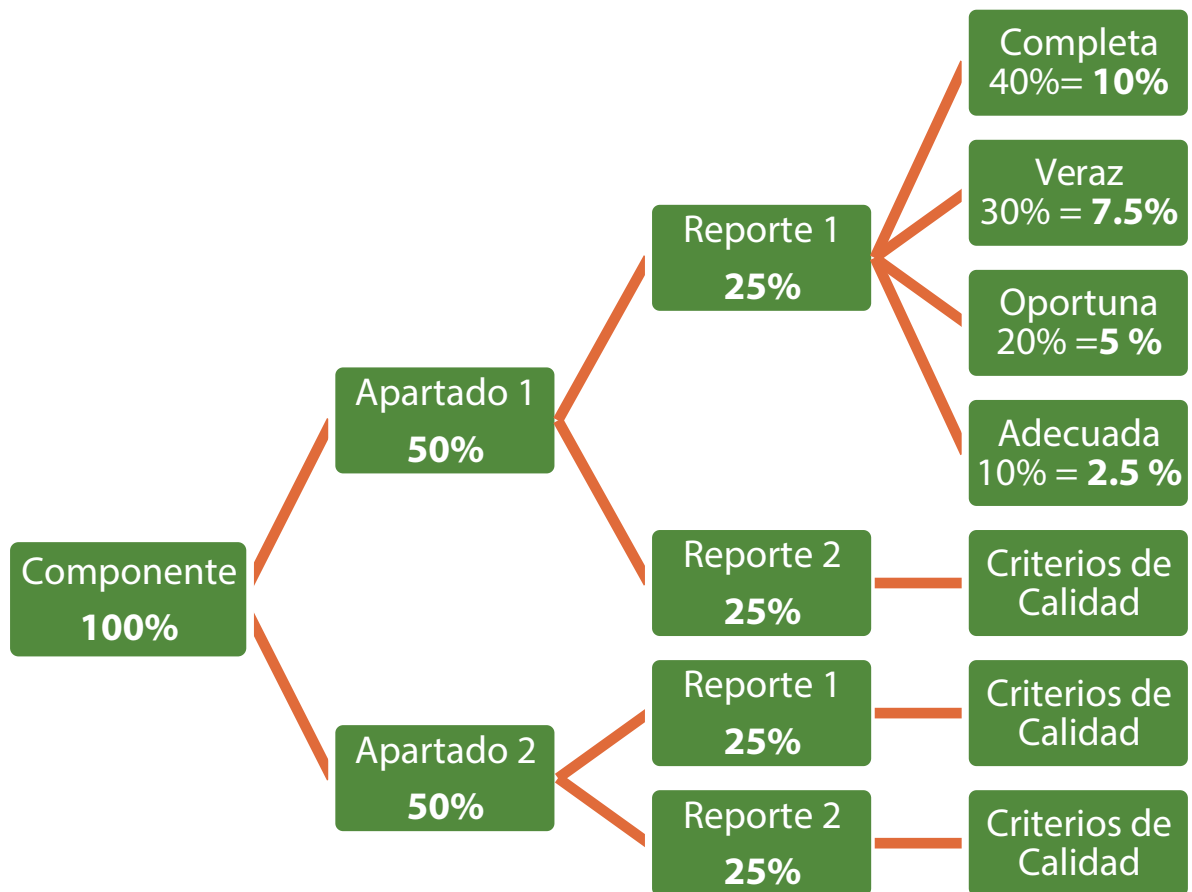 Componente
100%
Apartado 1
50%
Reporte 1
25%
Completa
40%= 10%
Veraz
30% = 7.5%
Oportuna
20% =5 %
Adecuada
10% = 2.5 %
Reporte 2
25%
Criterios de
Calidad
Apartado 2
50%
Reporte 1
25%
Criterios de
Calidad
Reporte 2
25%
Criterios de
Calidad